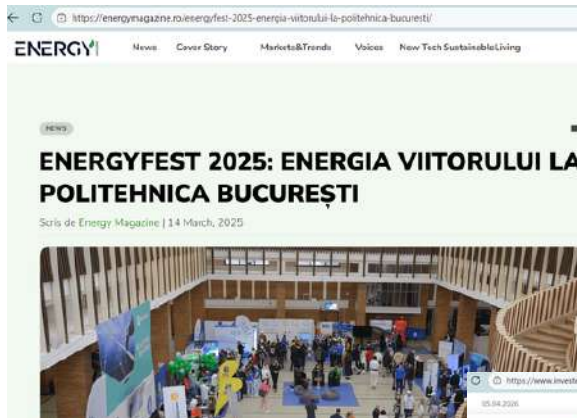 https://energymagazine.ro/energyfest-2025-energia-viitorului-la-politehnica-bucuresti/
ENERGY
News Cover Story Markets&Trends Voices New Tech SustainableLiving
NEWS
ENERGYFEST 2025: ENERGIA VIITORULUI LA
POLITEHNICA BUCUREȘTI
Scris de Energy Magazine | 14 March, 2025
https://www.investe
05.04.2026